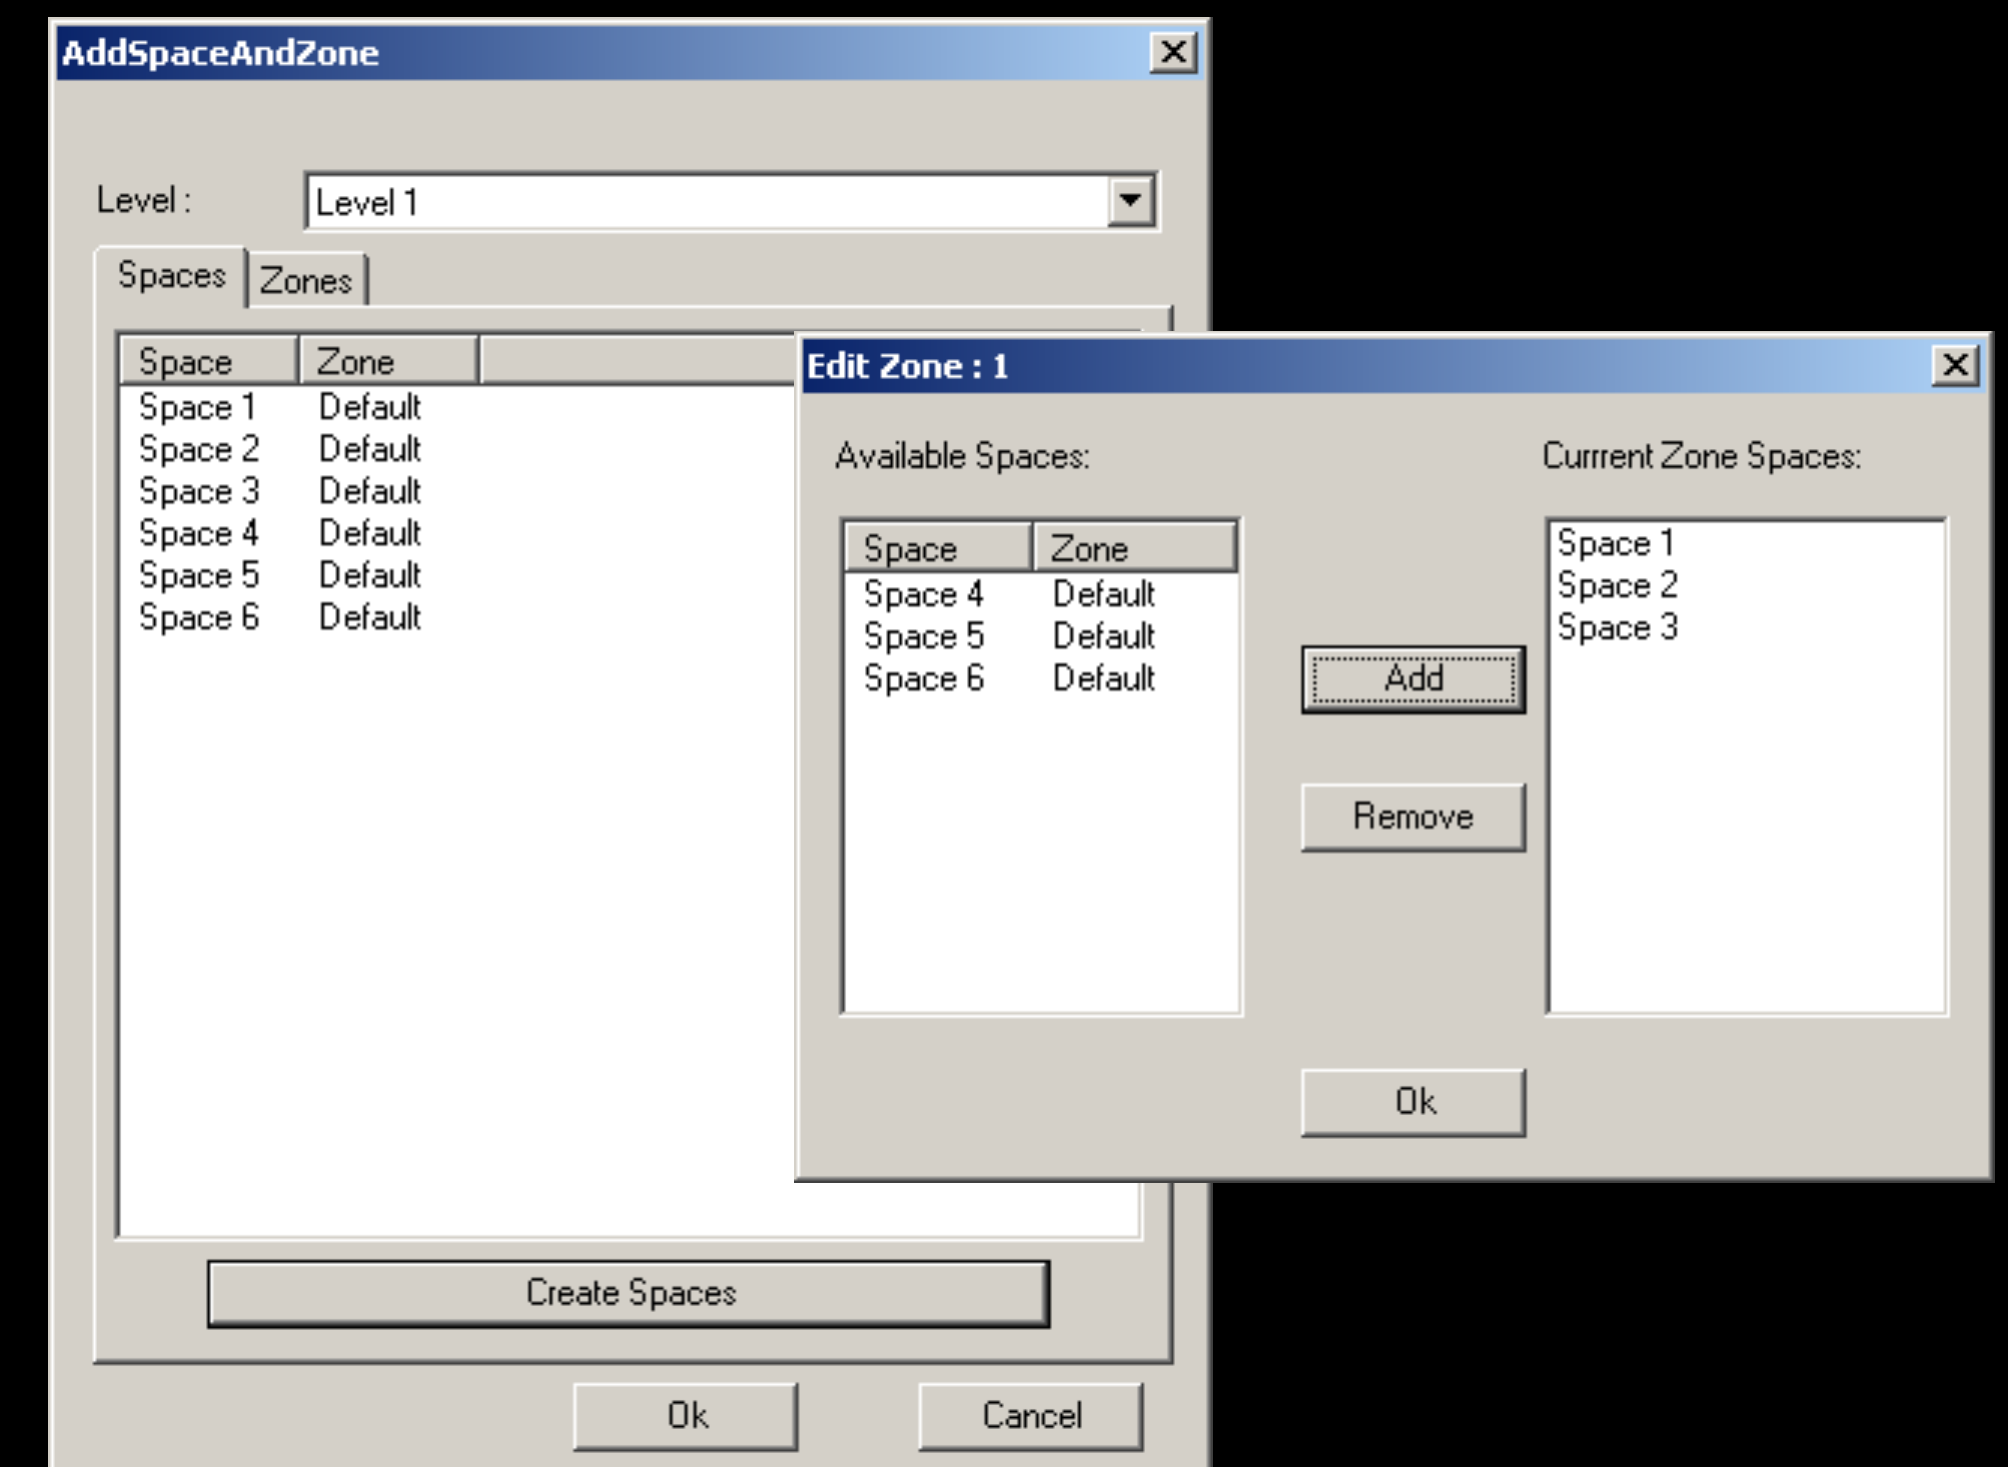 AddSpaceAndZone
Level :
Level 1
Spaces
Zones
Space Zone
Space 1 Default
Space 2 Default
Space 3 Default
Space 4 Default
Space 5 Default
Space 6 Default
Create Spaces
Ok
Cancel
Edit Zone : 1
Available Spaces:
Space Zone
Space 4 Default
Space 5 Default
Space 6 Default
Add
Remove
Currrent Zone Spaces:
Space 1
Space 2
Space 3
Ok